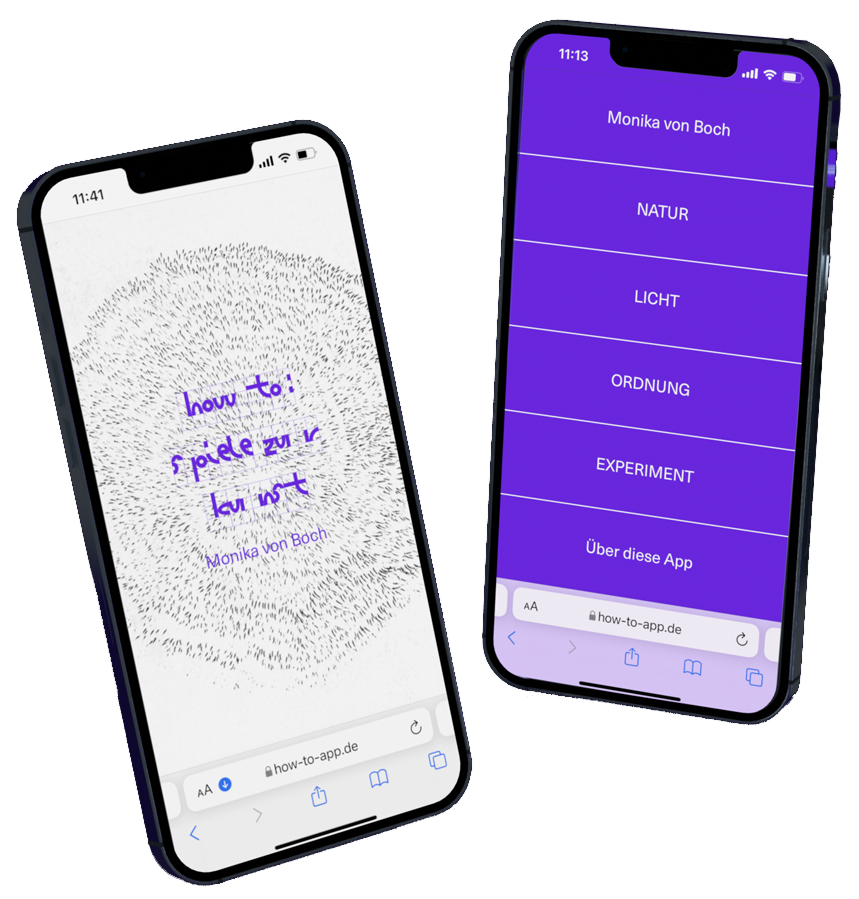 11:41
how to:
spiele zur
kunst
Monika von Boch
AA
how-to-app.de
11:13
Monika von Boch
NATUR
LICHT
ORDNUNG
EXPERIMENT
Über diese App
AA
how-to-app.de